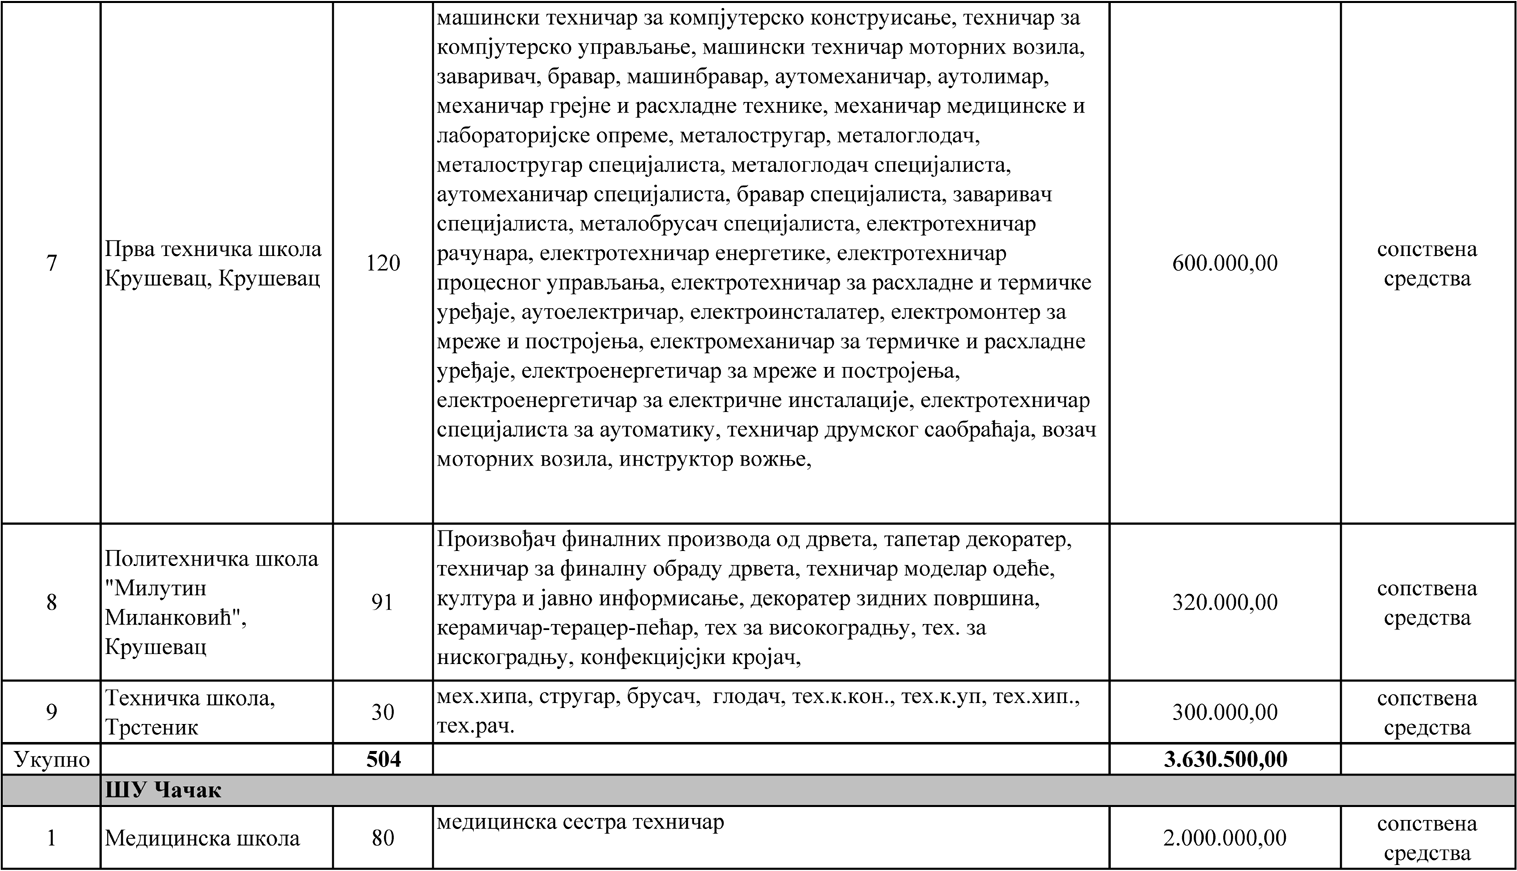 машински техничар за компјутерско конструисање, техничар за
компјутерско управљање, машински техничар моторних возила,
заваривач, бравар, машинбравар, аутомеханичар, аутолимар,
механичар грејне и расхладне технике, механичар медицинске и
лабораторијске опреме, металостругар, металоглодач,
металостругар специјалиста, металоглодач специјалиста,
аутомеханичар специјалиста, бравар специјалиста, заваривач
специјалиста, металобрусач специјалиста, електротехничар
рачунара, електротехничар енергетике, електротехничар
процесног управљања, електротехничар за расхладне и термичке
уређаје, аутоелектричар, електроинсталатер, електромонтер за
мреже и постројења, електромеханичар за термичке и расхладне
уређаје, електроенергетичар за мреже и постројења,
електроенергетичар за електричне инсталације, електротехничар
специјалиста за аутоматику, техничар друмског саобраћаја, возач
моторних возила, инструктор вожње,
7
Прва техничка школа
Крушевац, Крушевац
120
600.000,00
сопствена
средства
8
Политехничка школа
"Милутин
Миланковић",
Крушевац
91
Произвођач финалних производа од дрвета, тапетар декоратер,
техничар за финалну обраду дрвета, техничар моделар одеће,
култура и јавно информисање, декоратер зидних површина,
керамичар-терацер-пећар, тех за високоградњу, тех. за
нискоградњу, конфекцијсјки кројач,
320.000,00
сопствена
средства
9
Техничка школа,
Трстеник
30
мех.хипа, стругар, брусач,  глодач, тех.к.кон., тех.к.уп, тех.хип.,
тех.рач.
300.000,00
сопствена
средства
Укупно
504
3.630.500,00
ШУ Чачак
1
Медицинска школа
80
медицинска сестра техничар
2.000.000,00
сопствена
средства